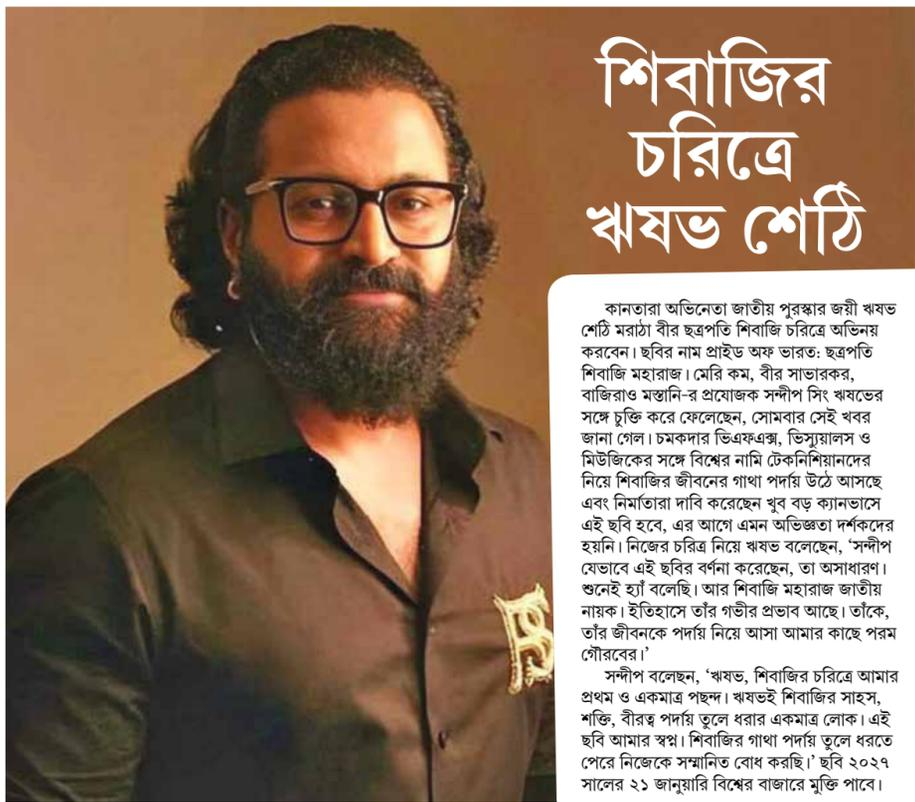 শিবাজির
চরিত্রে
ঋষভ শেঠি
কানতারা অভিনেতা জাতীয় পুরস্কার জয়ী ঋষভ
শেঠি মরাঠা বীর ছত্রপতি শিবাজি চরিত্রে অভিনয়
করবেন। ছবির নাম প্রাইড অফ ভারত: ছত্রপতি
শিবাজি মহারাজ। মেরি কম, বীর সাভারকর,
বাজিরাও মস্তানি-র প্রযোজক সন্দীপ সিং ঋষভের
সঙ্গে চুক্তি করে ফেলেছেন, সোমবার সেই খবর
জানা গেল। চমকদার ভিএফএক্স, ভিস্যুয়ালস ও
মিউজিকের সঙ্গে বিশ্বের নামি টেকনিশিয়ানদের
নিয়ে শিবাজির জীবনের গাথা পর্দায় উঠে আসছে
এবং নির্মাতারা দাবি করেছেন খুব বড় ক্যানভাসে
এই ছবি হবে, এর আগে এমন অভিজ্ঞতা দর্শকদের
হয়নি। নিজের চরিত্র নিয়ে ঋষভ বলেছেন, ‘সন্দীপ
যেভাবে এই ছবির বর্ণনা করেছেন, তা অসাধারণ।
শুনেই হ্যাঁ বলেছি। আর শিবাজি মহারাজ জাতীয়
নায়ক। ইতিহাসে তাঁর গভীর প্রভাব আছে। তাঁকে,
তাঁর জীবনকে পর্দায় নিয়ে আসা আমার কাছে পরম
গৌরবের।’
সন্দীপ বলেছেন, ‘ঋষভ, শিবাজির চরিত্রে আমার
প্রথম ও একমাত্র পছন্দ। ঋষভই শিবাজির সাহস,
শক্তি, বীরত্ব পর্দায় তুলে ধরার একমাত্র লোক। এই
ছবি আমার স্বপ্ন। শিবাজির গাথা পর্দায় তুলে ধরতে
পেরে নিজেকে সম্মানিত বোধ করছি।’ ছবি ২০২৭
সালের ২১ জানুয়ারি বিশ্বের বাজারে মুক্তি পাবে।